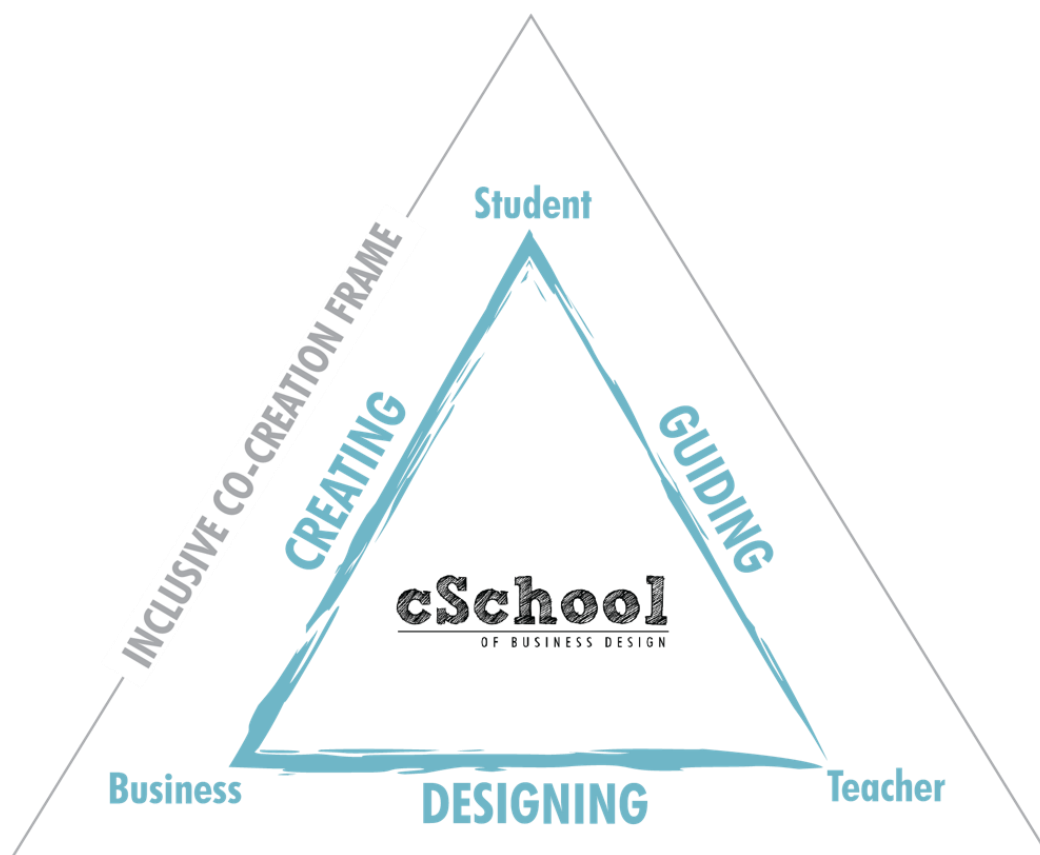 Student
INCLUSIVE CO-CREATION FRAME
CREATING
GUIDING
cSchool
OF BUSINESS DESIGN
Business
DESIGNING
Teacher